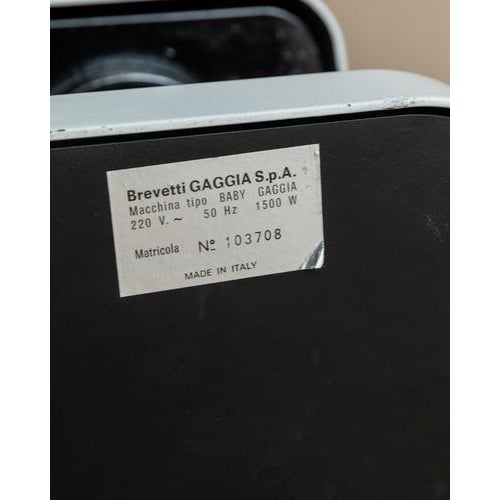 Brevetti GAGGIA S.p.A.
Macchina tipo BABY GAGGIA
220 V. ~ 50 Hz 1500 W
Matricola Nº 103708
MADE IN ITALY